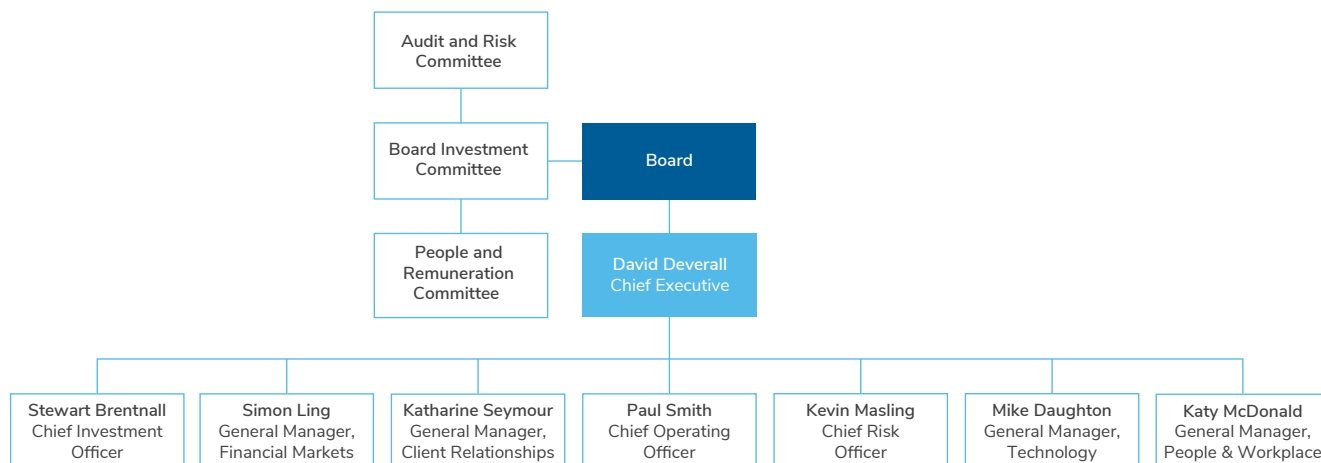 Audit and Risk
Committee
Board Investment
Committee
Board
People and
Remuneration
Committee
David Deverall
Chief Executive
Stewart Brentnall
Chief Investment
Officer
Simon Ling
General Manager,
Financial Markets
Katharine Seymour
General Manager,
Client Relationships
Paul Smith
Chief Operating
Officer
Kevin Masling
Chief Risk
Officer
Mike Daughton
General Manager,
Technology
Katy McDonald
General Manager,
People & Workplace